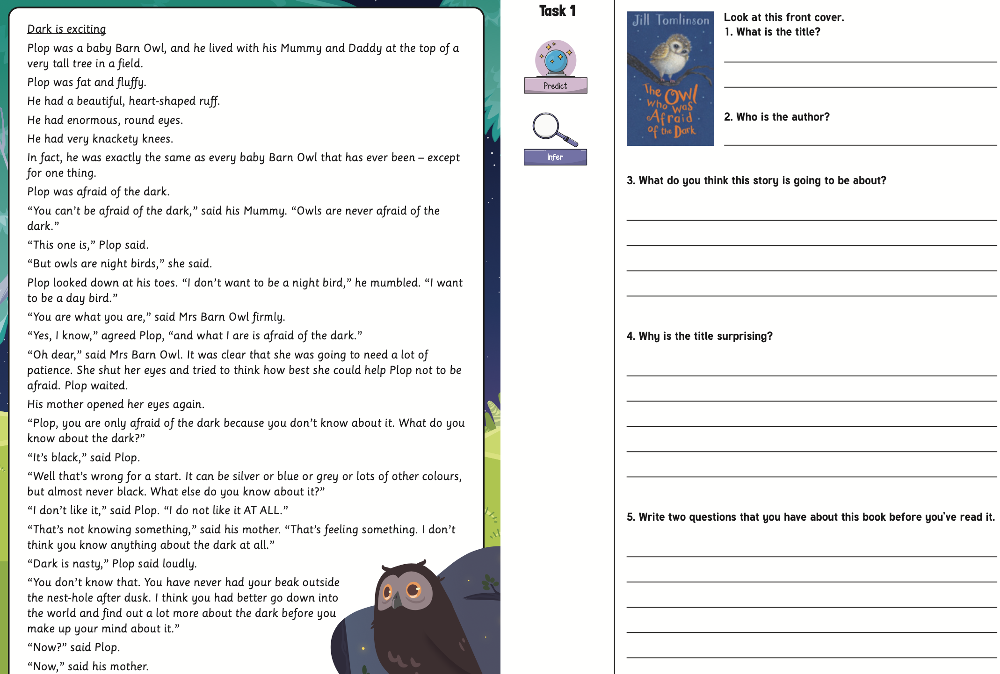 Dark is exciting
Plop was a baby Barn Owl, and he lived with his Mummy and Daddy at the top of a
very tall tree in a field.
Plop was fat and fluffy.
He had a beautiful, heart-shaped ruff.
He had enormous, round eyes.
He had very knackety knees.
In fact, he was exactly the same as every baby Barn Owl that has ever been – except
for one thing.
Plop was afraid of the dark.
“You can’t be afraid of the dark,” said his Mummy. “Owls are never afraid of the
dark.”
“This one is,” Plop said.
“But owls are night birds,” she said.
Plop looked down at his toes. “I don’t want to be a night bird,” he mumbled. “I want
to be a day bird.”
“You are what you are,” said Mrs Barn Owl firmly.
“Yes, I know,” agreed Plop, “and what I are is afraid of the dark.”
“Oh dear,” said Mrs Barn Owl. It was clear that she was going to need a lot of
patience. She shut her eyes and tried to think how best she could help Plop not to be
afraid. Plop waited.
His mother opened her eyes again.
“Plop, you are only afraid of the dark because you don’t know about it. What do you
know about the dark?”
“It’s black,” said Plop.
“Well that’s wrong for a start. It can be silver or blue or grey or lots of other colours,
but almost never black. What else do you know about it?”
“I don’t like it,” said Plop. “I do not like it AT ALL.”
“That’s not knowing something,” said his mother. “That’s feeling something. I don’t
think you know anything about the dark at all.”
“Dark is nasty,” Plop said loudly.
“You don’t know that. You have never had your beak outside
the nest-hole after dusk. I think you had better go down into
the world and find out a lot more about the dark before you
make up your mind about it.”
“Now?” said Plop.
“Now,” said his mother.
Task 1
Predict
Infer
Jill Tomlinson
The Owl
Who was
Afraid
of the Dark
Look at this front cover.
1. What is the title?
2. Who is the author?
3. What do you think this story is going to be about?
4. Why is the title surprising?
5. Write two questions that you have about this book before you’ve read it.